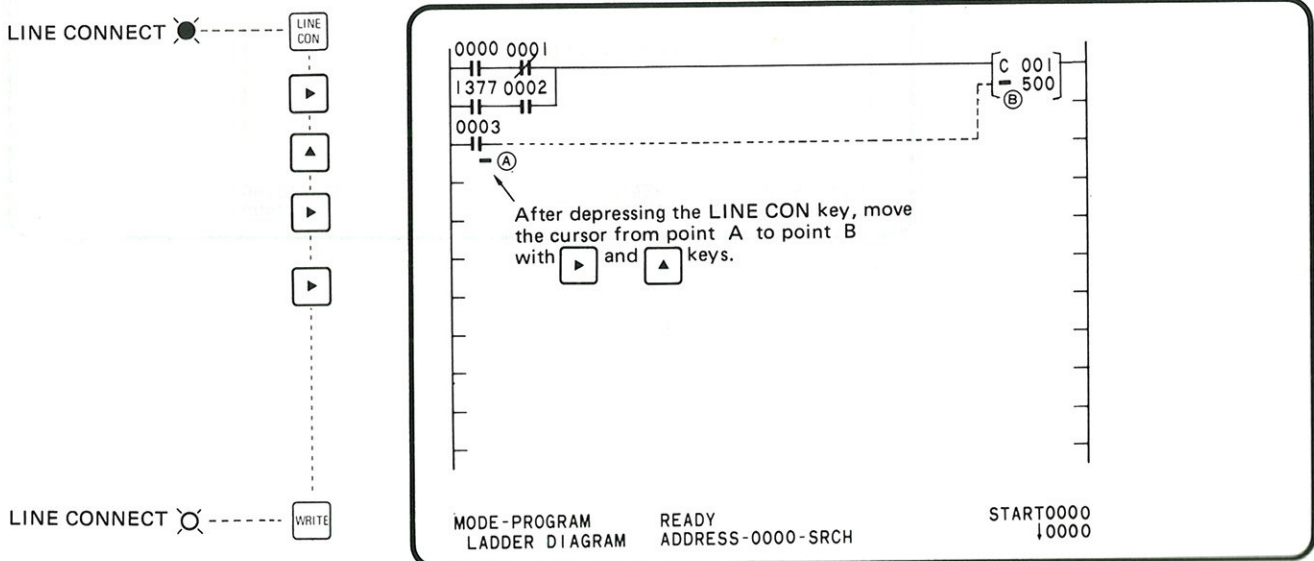 LINE CONNECT
LINE
CON
0000 0001
C 001
1377 0002
500
B
0003
A
After depressing the LINE CON key, move
the cursor from point A to point B
with and keys.
LINE CONNECT
WRITE
MODE-PROGRAM READY START0000
LADDER DIAGRAM ADDRESS-0000-SRCH ↓0000